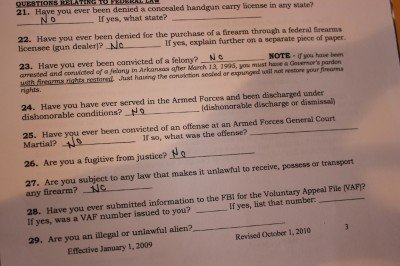 QUESTIONS RELATING TO FEDERAL LAW
21. Have you ever been denied a concealed handgun carry license in any state?
NO If yes, what state?
22. Have you ever been denied for the purchase of a firearm through a federal firearms
licensee (gun dealer)? NO If yes, explain further on a separate piece of paper.
23. Have you ever been convicted of a felony? NO NOTE - if you have been
arrested and convicted of a felony in Arkansas after March 13, 1995, you must have a Governor's pardon
with firearms rights restored. Just having the conviction sealed or expunged will not restore your firearms
rights.
24. Have you have ever served in the Armed Forces and been discharged under
dishonorable conditions? NO (dishonorable discharge or dismissal)
25. Have you ever been convicted of an offense at an Armed Forces General Court
Martial? NO If so, what was the offense?
26. Are you a fugitive from justice? NO
27. Are you subject to any law that makes it unlawful to receive, possess or transport
any firearm? NO
28. Have you ever submitted information to the FBI for the Voluntary Appeal File (VAF)?
If yes, was a VAF number issued to you? If yes, list that number:
29. Are you an illegal or unlawful alien?
Effective January 1, 2009 Revised October 1, 2010 3